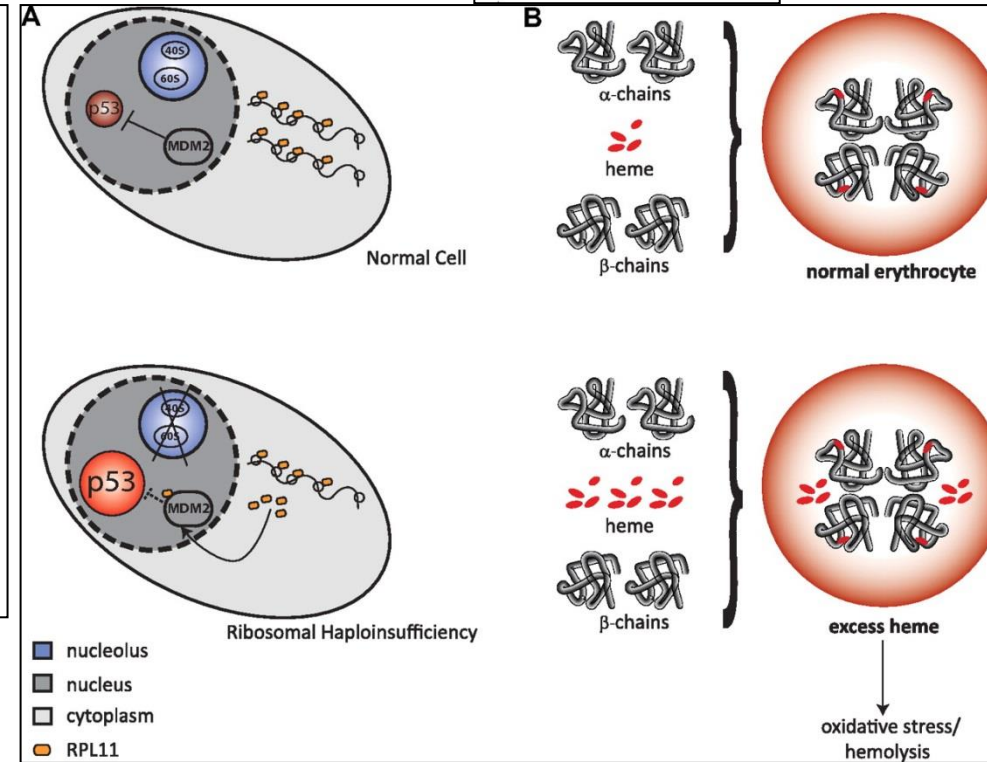 A
40S
60S
p53
MDM2
Normal Cell
40S
60S
p53
MDM2
Ribosomal Haploinsufficiency
nucleolus
nucleus
cytoplasm
RPL11
B
α-chains
heme
β-chains
normal erythrocyte
α-chains
heme
β-chains
excess heme
oxidative stress/
hemolysis